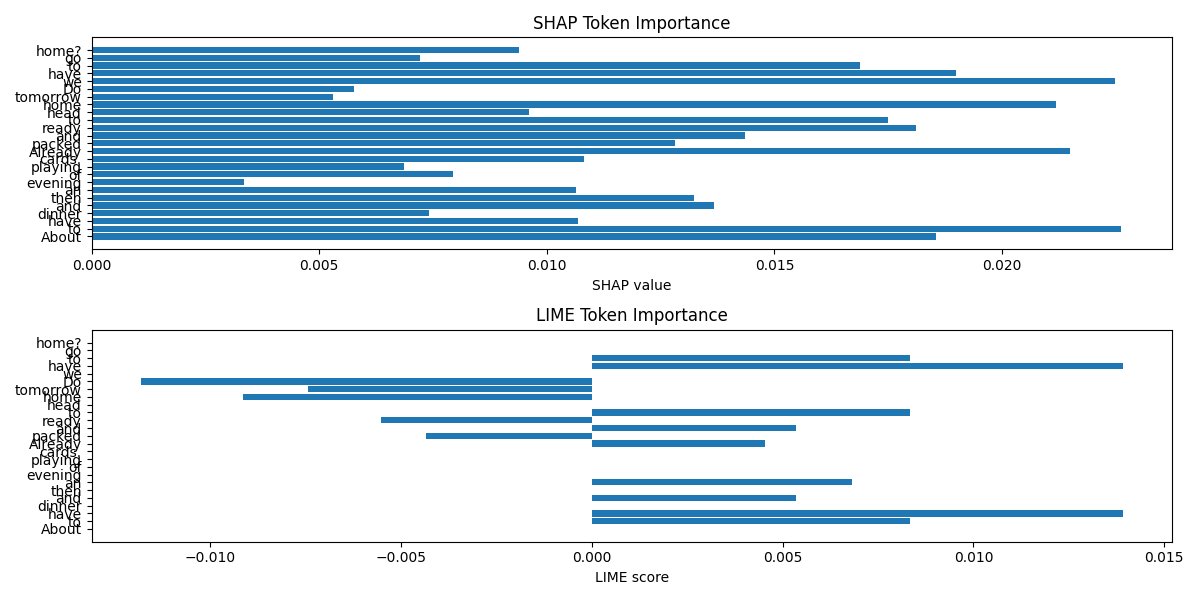 SHAP Token Importance
home?
go
to
have
we
Do
tomorrow
home
head
to
ready
and
packed
Already
cards.
playing
of
evening
an
then
and
dinner
have
to
About
0.000 0.005 0.010 0.015 0.020
SHAP value
LIME Token Importance
home?
go
to
have
we
Do
tomorrow
home
head
to
ready
and
packed
Already
cards.
playing
of
evening
an
then
and
dinner
have
to
About
−0.010 −0.005 0.000 0.005 0.010 0.015
LIME score